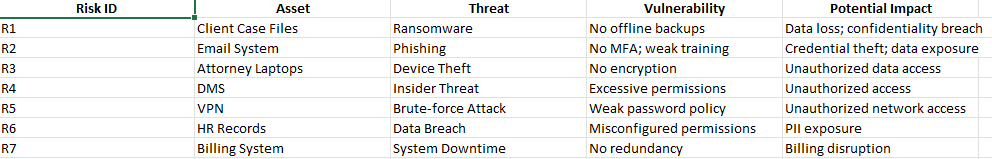 Risk ID Asset Threat Vulnerability Potential Impact
R1 Client Case Files Ransomware No offline backups Data loss; confidentiality breach
R2 Email System Phishing No MFA; weak training Credential theft; data exposure
R3 Attorney Laptops Device Theft No encryption Unauthorized data access
R4 DMS Insider Threat Excessive permissions Unauthorized access
R5 VPN Brute-force Attack Weak password policy Unauthorized network access
R6 HR Records Data Breach Misconfigured permissions PII exposure
R7 Billing System System Downtime No redundancy Billing disruption